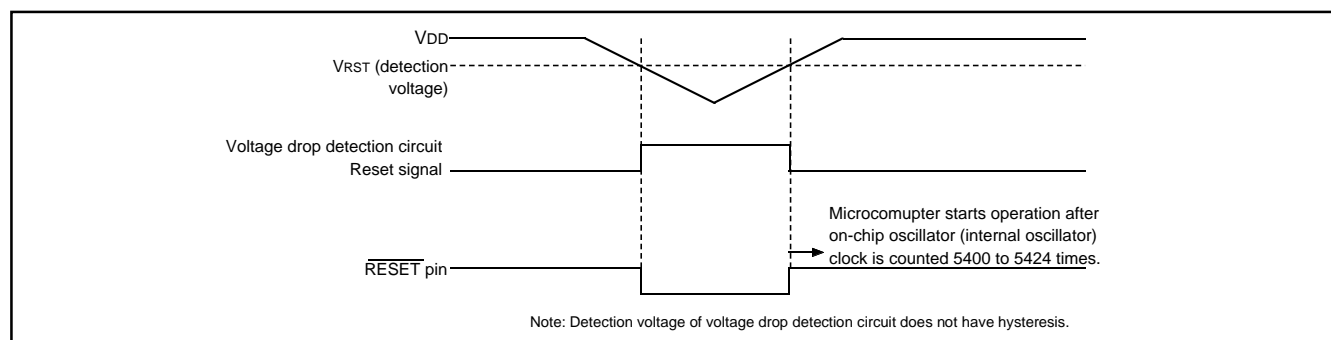 VDD
VRST (detection
voltage)
Voltage drop detection circuit
Reset signal
Microcomupter starts operation after
on-chip oscillator (internal oscillator)
clock is counted 5400 to 5424 times.
RESET pin
Note: Detection voltage of voltage drop detection circuit does not have hysteresis.